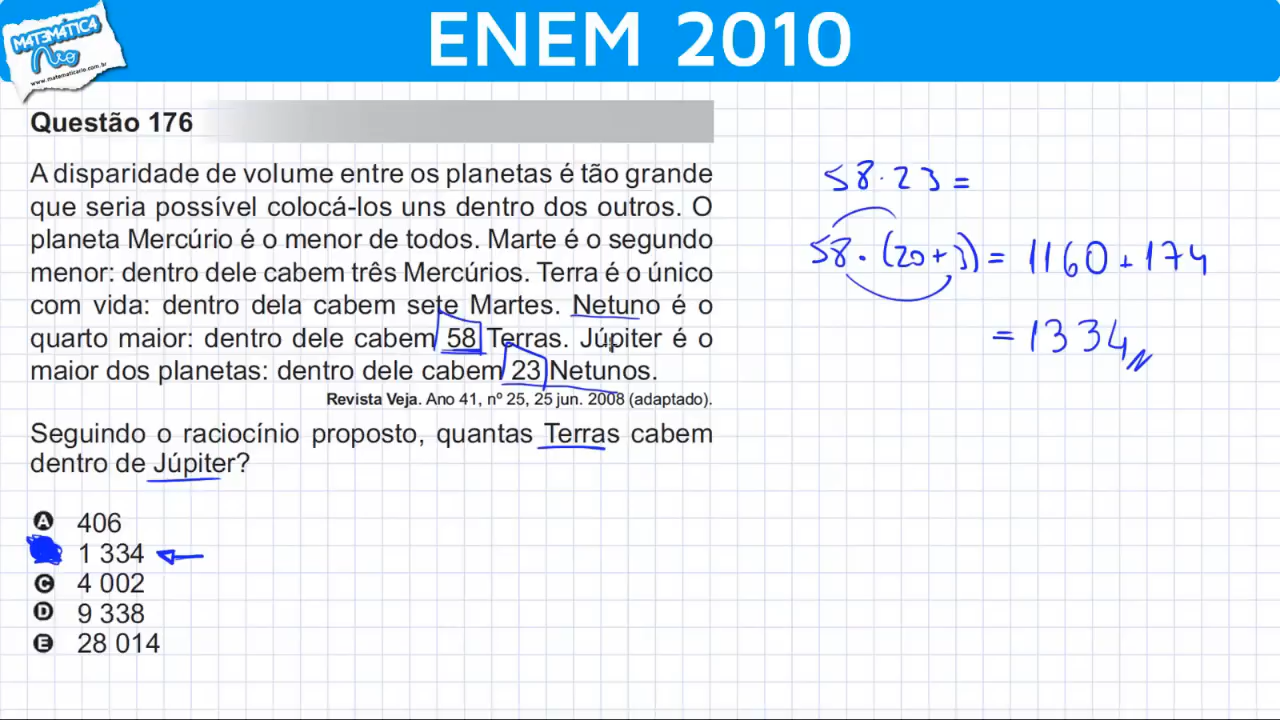 MATEMÁTICA
Rio
www.matematicario.com.br
ENEM 2010
Questão 176
A disparidade de volume entre os planetas é tão grande
que seria possível colocá-los uns dentro dos outros. O
planeta Mercúrio é o menor de todos. Marte é o segundo
menor: dentro dele cabem três Mercúrios. Terra é o único
com vida: dentro dela cabem sete Martes. Netuno é o
quarto maior: dentro dele cabem 58 Terras. Júpiter é o
maior dos planetas: dentro dele cabem 23 Netunos.
Revista Veja. Ano 41, nº 25, 25 jun. 2008 (adaptado).
Seguindo o raciocínio proposto, quantas Terras cabem
dentro de Júpiter?
A 406
1 334
C 4 002
D 9 338
E 28 014
58 · 23 =
58 · (20 + 3) = 1160 + 174
= 1334